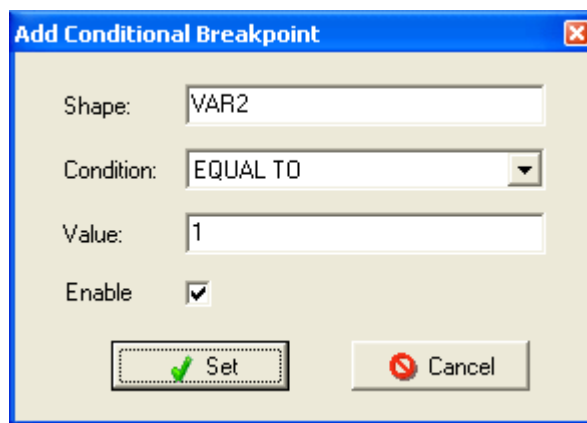 Add Conditional Breakpoint
Shape: VAR2
Condition: EQUAL TO
Value: 1
Enable
Set Cancel